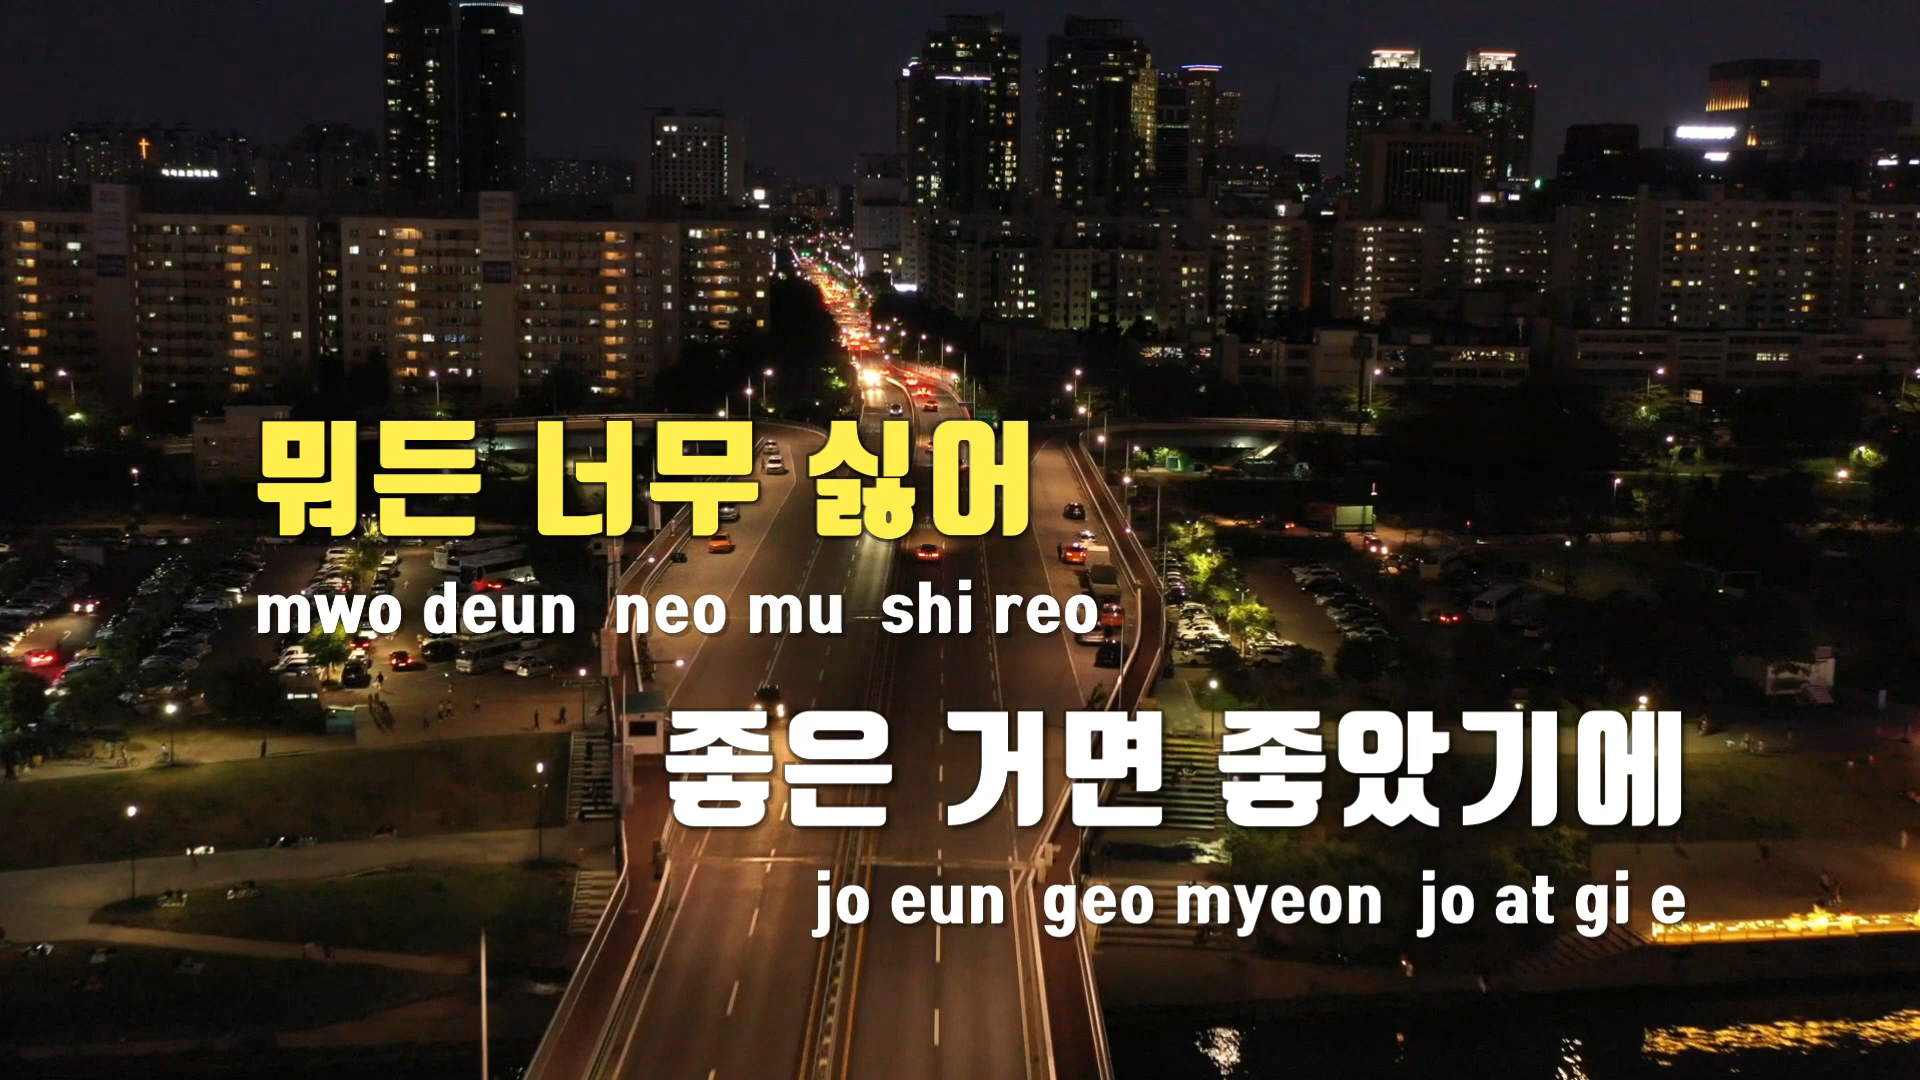 뭐든 너무 싫어
mwo deun neo mu shi reo
좋은 거면 좋았기에
jo eun geo myeon jo at gi e